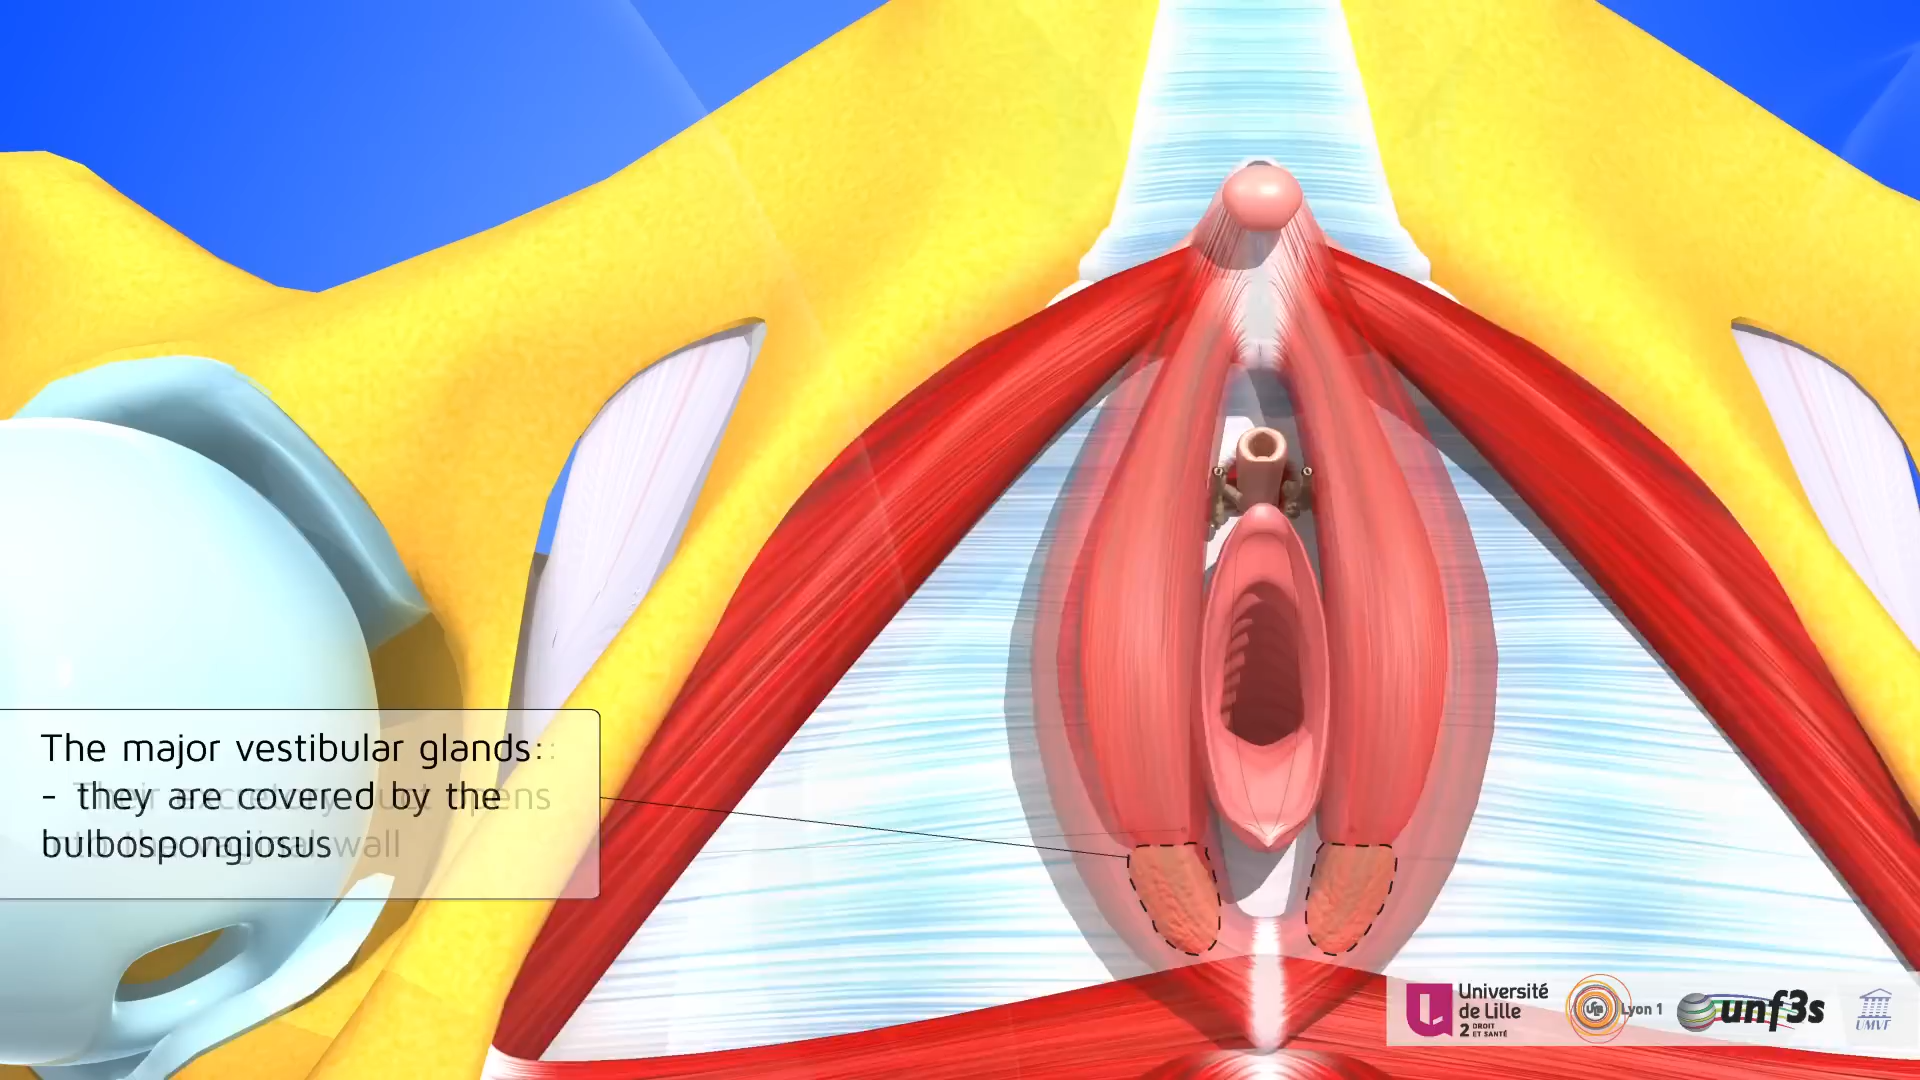 The major vestibular glands:
- they are covered by the
bulbospongiosus
Université
de Lille
2 DROIT
ET SANTÉ
Lyon 1
unf3s
UMVF